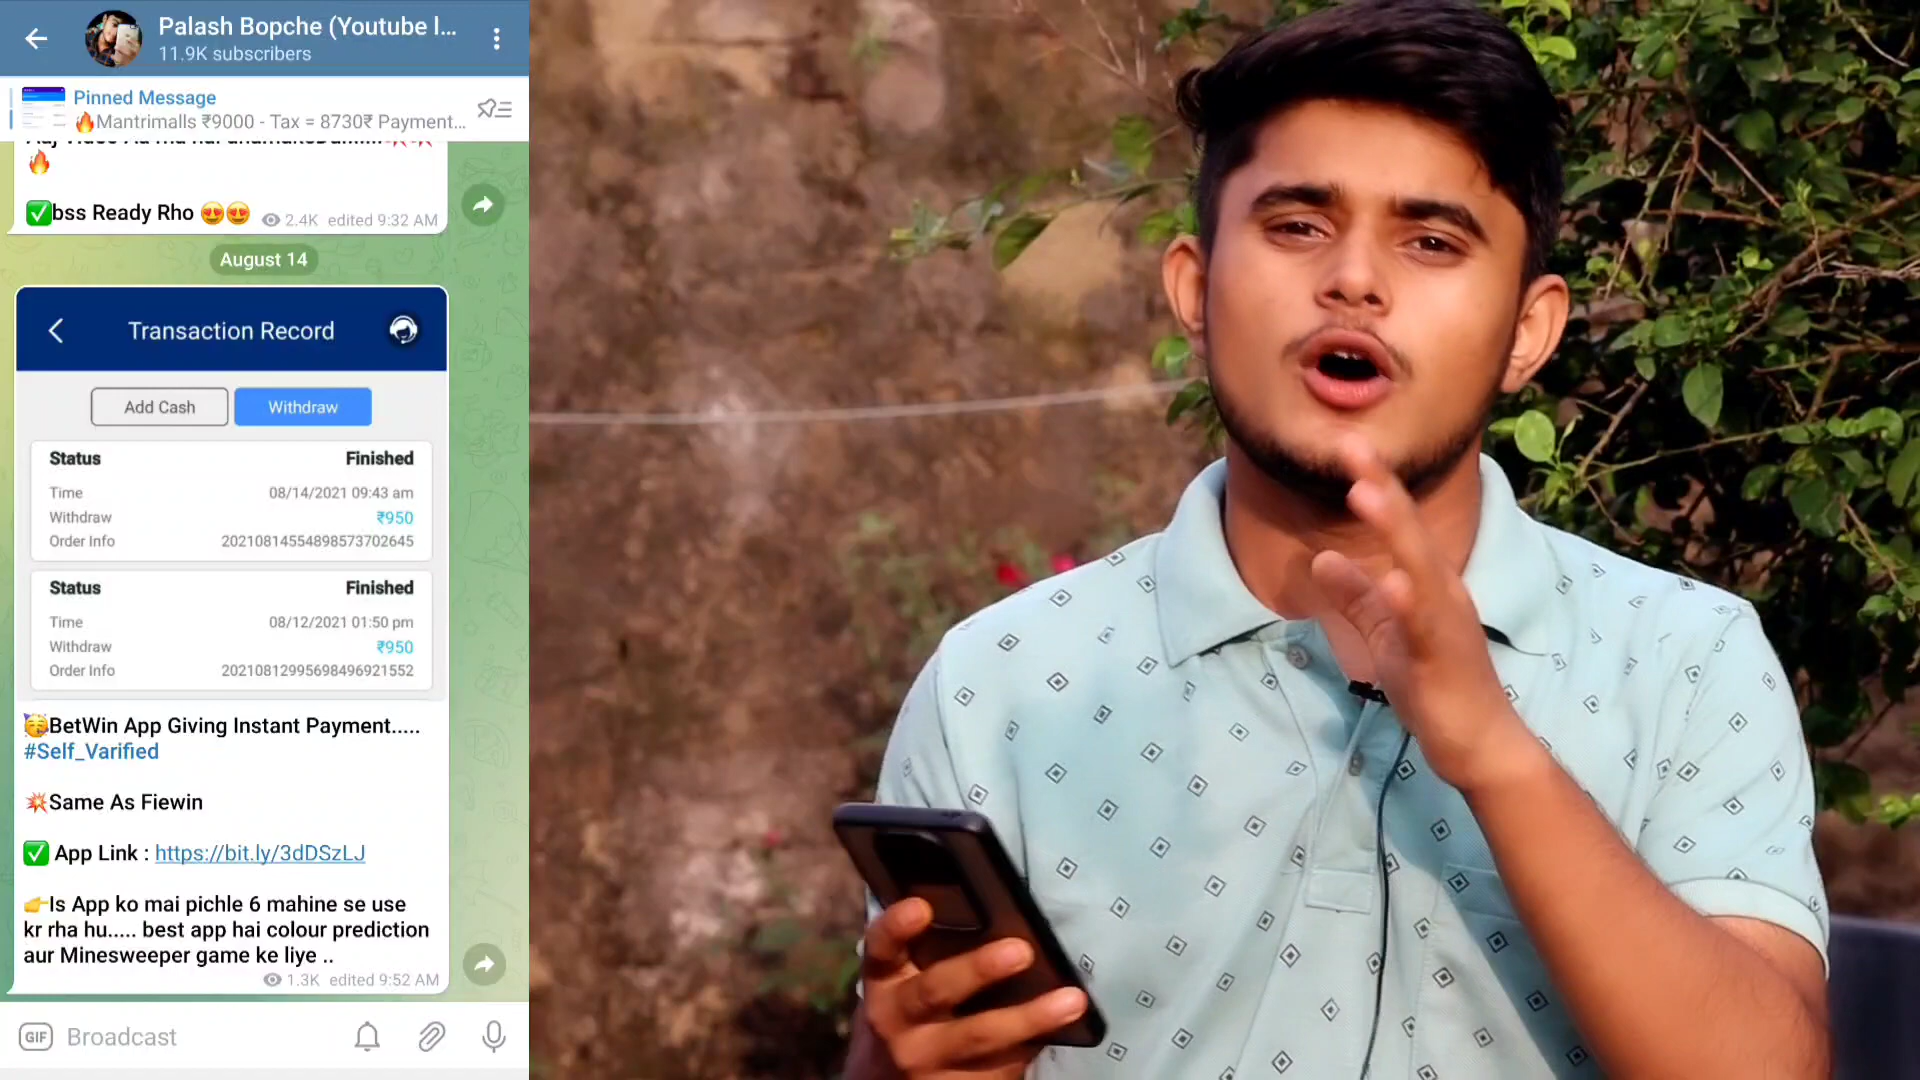 Palash Bopche (Youtube l...
11.9K subscribers
Pinned Message
🔥Mantrimalls ₹9000 - Tax = 8730₹ Payment...
🔥
✅bss Ready Rho 😍😍 2.4K edited 9:32 AM
August 14
Transaction Record
Add Cash Withdraw
Status Finished
Time 08/14/2021 09:43 am
Withdraw ₹950
Order Info 20210814554898573702645
Status Finished
Time 08/12/2021 01:50 pm
Withdraw ₹950
Order Info 20210812995698496921552
🥳BetWin App Giving Instant Payment.....
#Self_Varified
💥Same As Fiewin
✅ App Link : https://bit.ly/3dDSzLJ
👉Is App ko mai pichle 6 mahine se use
kr rha hu..... best app hai colour prediction
aur Minesweeper game ke liye ..
1.3K edited 9:52 AM
GIF Broadcast